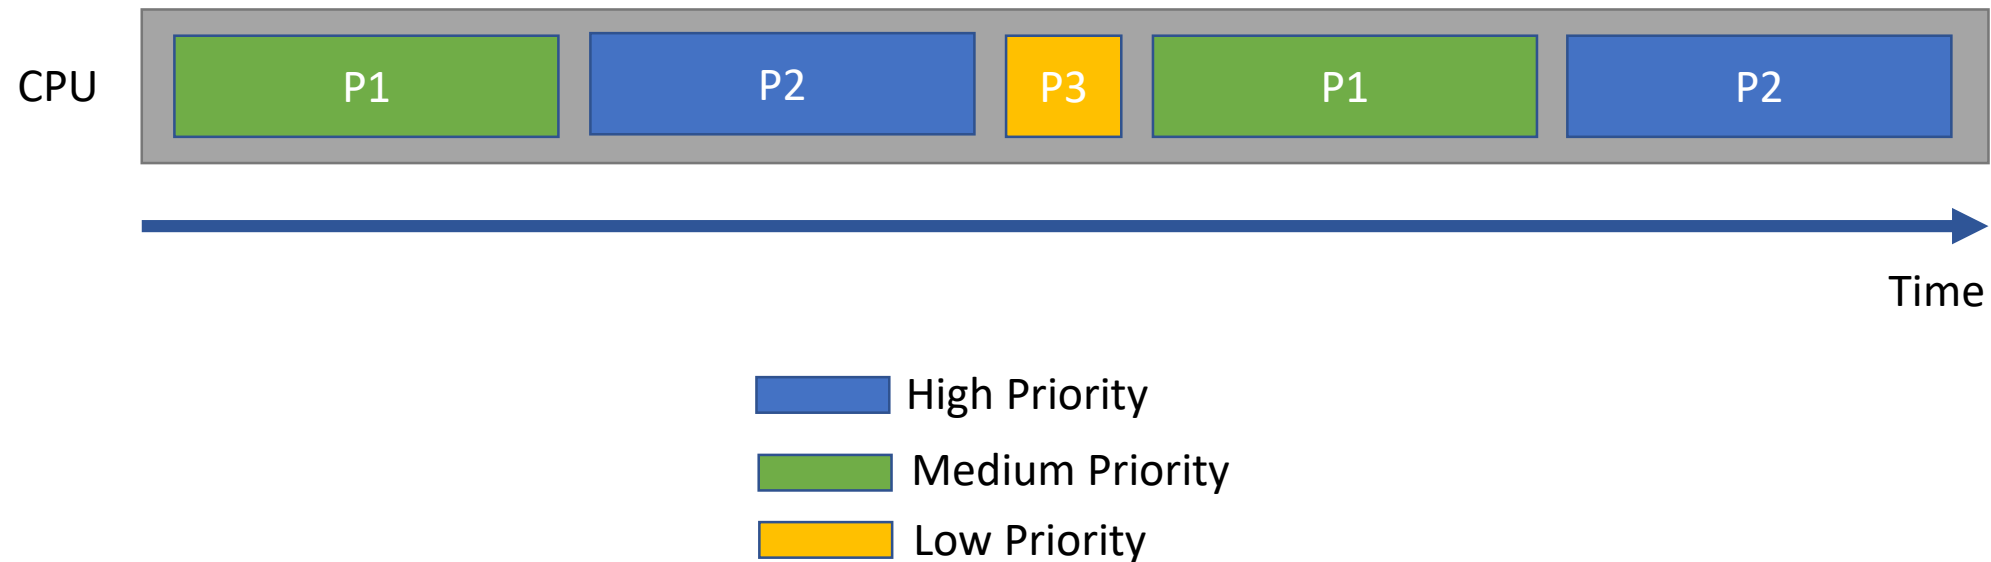 CPU P1 P2 P3 P1 P2
Time
High Priority
Medium Priority
Low Priority